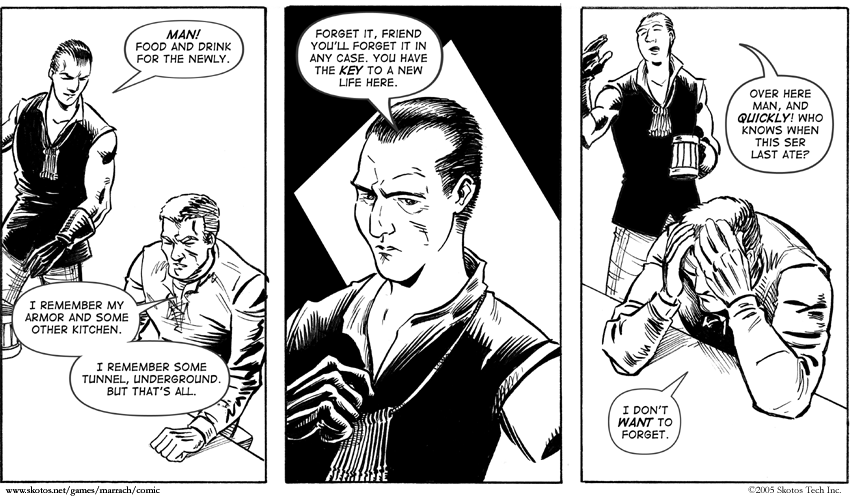 MAN!
FOOD AND DRINK
FOR THE NEWLY.
I REMEMBER MY
ARMOR AND SOME
OTHER KITCHEN.
I REMEMBER SOME
TUNNEL, UNDERGROUND.
BUT THAT'S ALL.
FORGET IT, FRIEND
YOU'LL FORGET IT IN
ANY CASE. YOU HAVE
THE KEY TO A NEW
LIFE HERE.
OVER HERE
MAN, AND
QUICKLY! WHO
KNOWS WHEN
THIS SER
LAST ATE?
I DON'T
WANT TO
FORGET.
www.skotos.net/games/marrach/comic
©2005 Skotos Tech Inc.